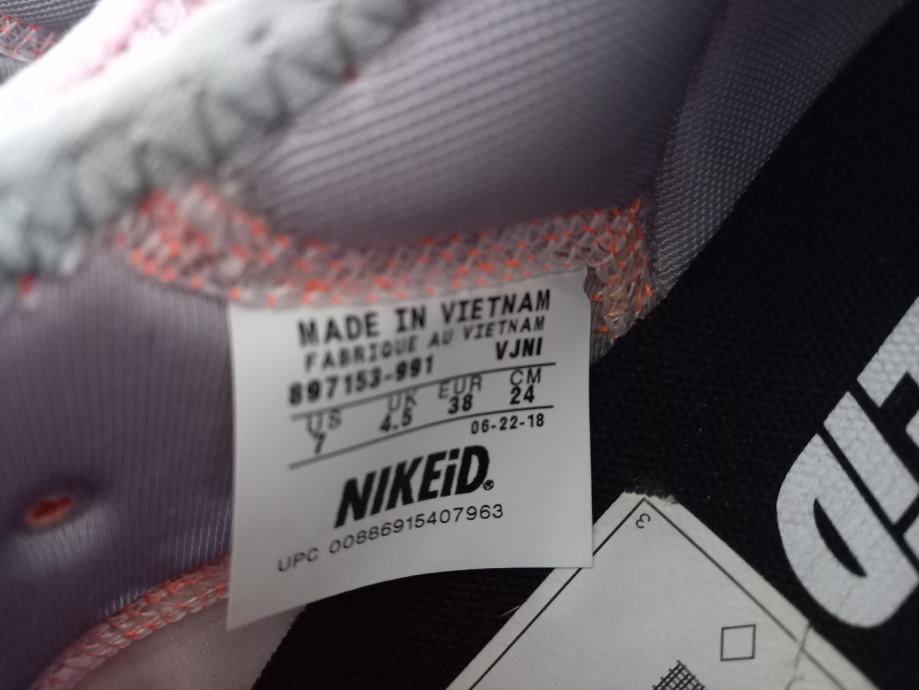 MADE IN VIETNAM
FABRIQUE AU VIETNAM
897153-991 VJNI
US UK EUR CM
7 4.5 38 24
06-22-18
NIKEiD.
UPC 00886915407963
3